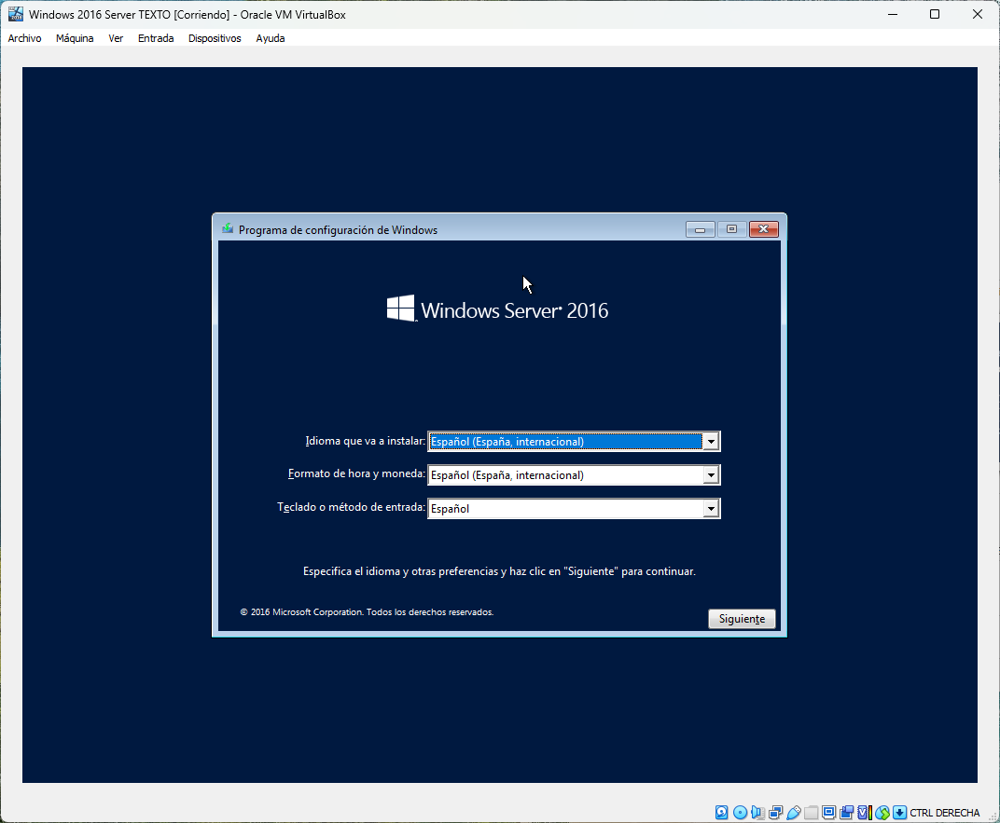 Windows 2016 Server TEXTO [Corriendo] - Oracle VM VirtualBox
Archivo Máquina Ver Entrada Dispositivos Ayuda
Programa de configuración de Windows
Windows Server® 2016
Idioma que va a instalar: Español (España, internacional)
Formato de hora y moneda: Español (España, internacional)
Teclado o método de entrada: Español
Especifica el idioma y otras preferencias y haz clic en "Siguiente" para continuar.
© 2016 Microsoft Corporation. Todos los derechos reservados.
Siguiente
CTRL DERECHA